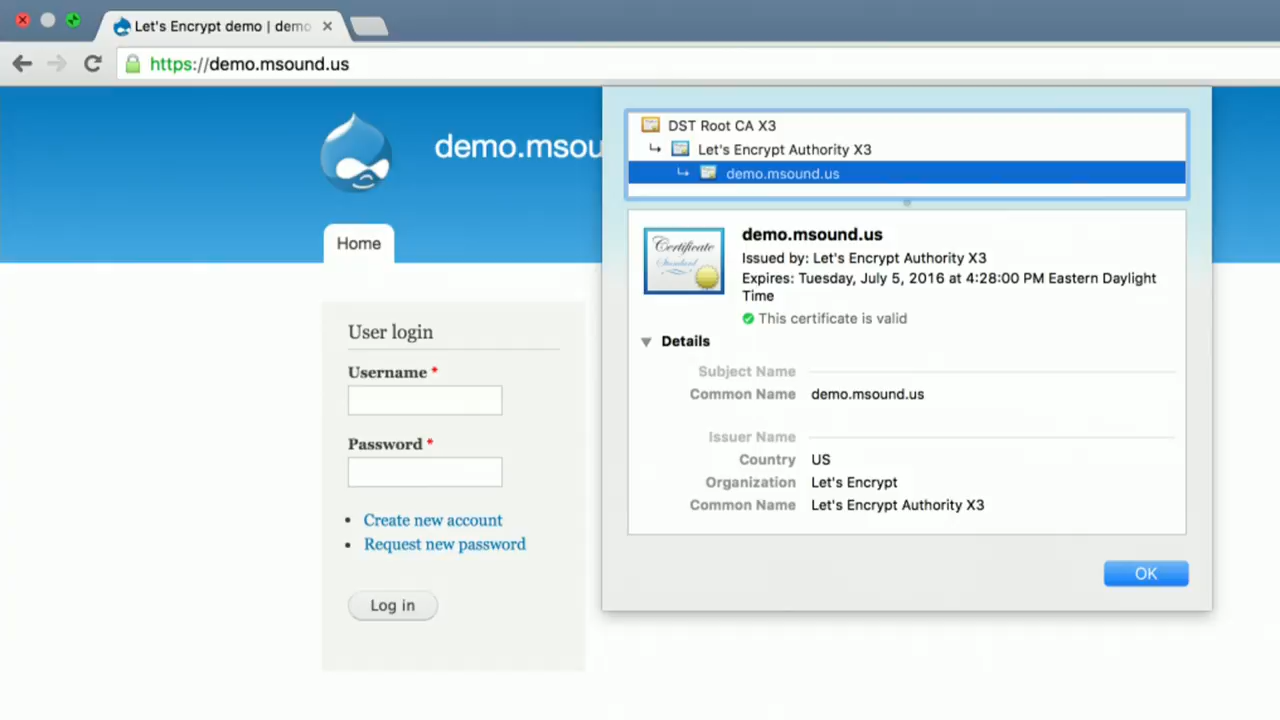 Let's Encrypt demo | demo
https://demo.msound.us
demo.msou
Home
User login
Username *
Password *
Create new account
Request new password
Log in
DST Root CA X3
Let's Encrypt Authority X3
demo.msound.us
Certificate
Standard
demo.msound.us
Issued by: Let's Encrypt Authority X3
Expires: Tuesday, July 5, 2016 at 4:28:00 PM Eastern Daylight
Time
This certificate is valid
Details
Subject Name
Common Name demo.msound.us
Issuer Name
Country US
Organization Let's Encrypt
Common Name Let's Encrypt Authority X3
OK